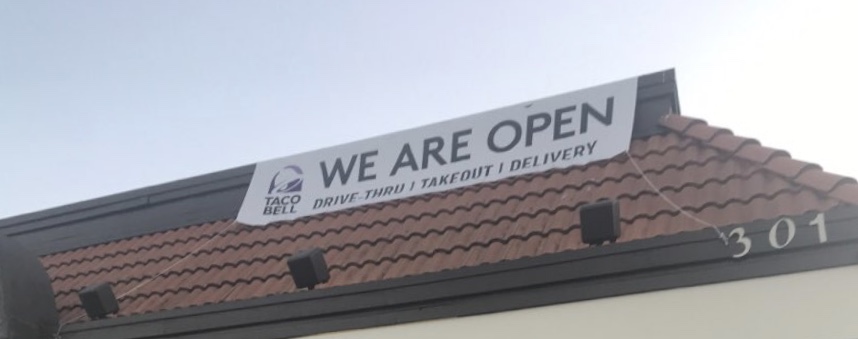 WE ARE OPEN
TACO
BELL
DRIVE-THRU | TAKEOUT | DELIVERY
301